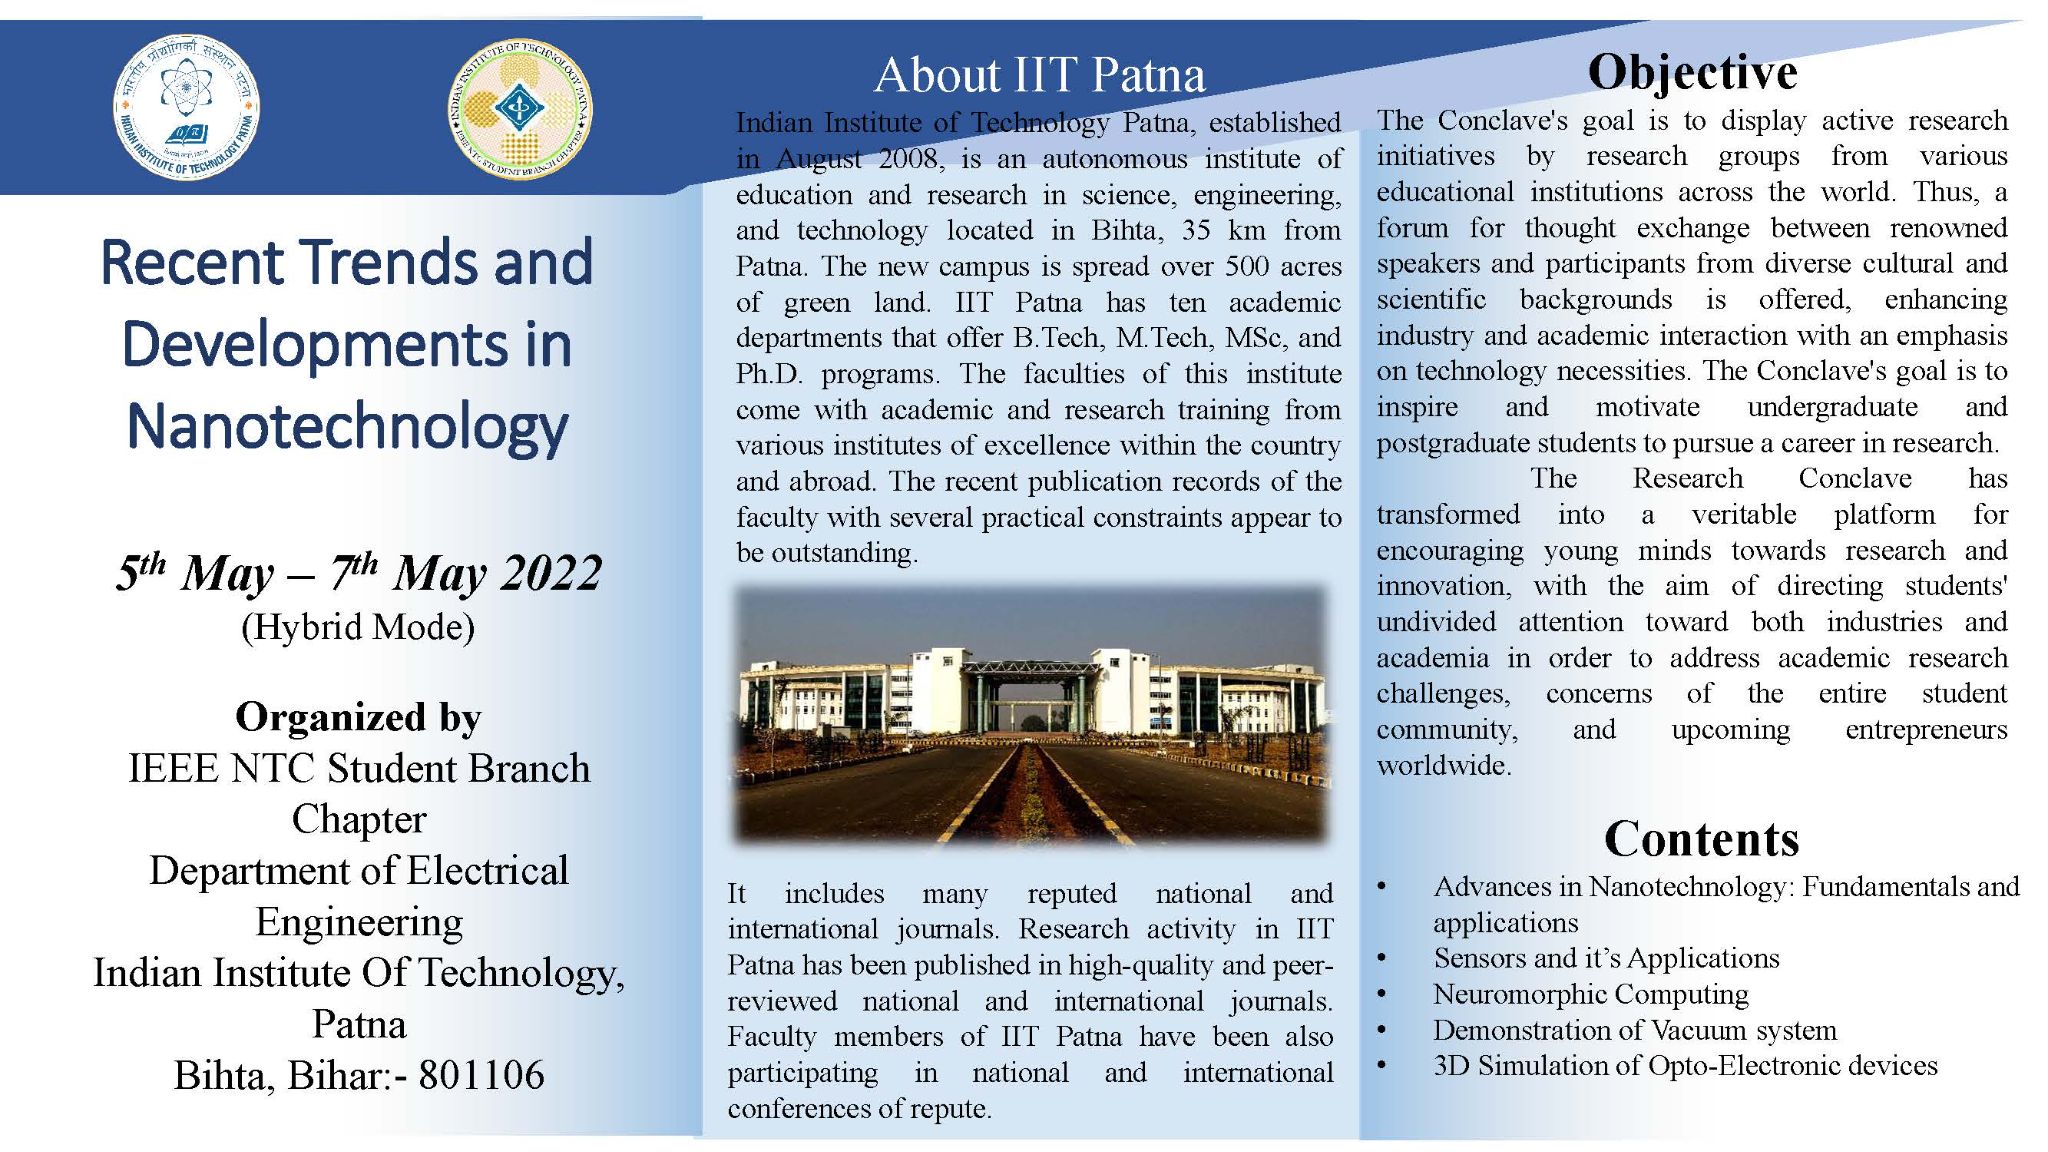 भारतीय प्रौद्योगिकी संस्थान पटना
INDIAN INSTITUTE OF TECHNOLOGY PATNA
INDIAN INSTITUTE OF TECHNOLOGY PATNA
IEEE NTC STUDENT BRANCH CHAPTER
Recent Trends and
Developments in
Nanotechnology
5th May – 7th May 2022
(Hybrid Mode)
Organized by
IEEE NTC Student Branch
Chapter
Department of Electrical
Engineering
Indian Institute Of Technology,
Patna
Bihta, Bihar:- 801106
About IIT Patna
Indian Institute of Technology Patna, established
in August 2008, is an autonomous institute of
education and research in science, engineering,
and technology located in Bihta, 35 km from
Patna. The new campus is spread over 500 acres
of green land. IIT Patna has ten academic
departments that offer B.Tech, M.Tech, MSc, and
Ph.D. programs. The faculties of this institute
come with academic and research training from
various institutes of excellence within the country
and abroad. The recent publication records of the
faculty with several practical constraints appear to
be outstanding.
It includes many reputed national and
international journals. Research activity in IIT
Patna has been published in high-quality and peer-
reviewed national and international journals.
Faculty members of IIT Patna have been also
participating in national and international
conferences of repute.
Objective
The Conclave's goal is to display active research
initiatives by research groups from various
educational institutions across the world. Thus, a
forum for thought exchange between renowned
speakers and participants from diverse cultural and
scientific backgrounds is offered, enhancing
industry and academic interaction with an emphasis
on technology necessities. The Conclave's goal is to
inspire and motivate undergraduate and
postgraduate students to pursue a career in research.
The Research Conclave has
transformed into a veritable platform for
encouraging young minds towards research and
innovation, with the aim of directing students'
undivided attention toward both industries and
academia in order to address academic research
challenges, concerns of the entire student
community, and upcoming entrepreneurs
worldwide.
Contents
• Advances in Nanotechnology: Fundamentals and
applications
• Sensors and it’s Applications
• Neuromorphic Computing
• Demonstration of Vacuum system
• 3D Simulation of Opto-Electronic devices